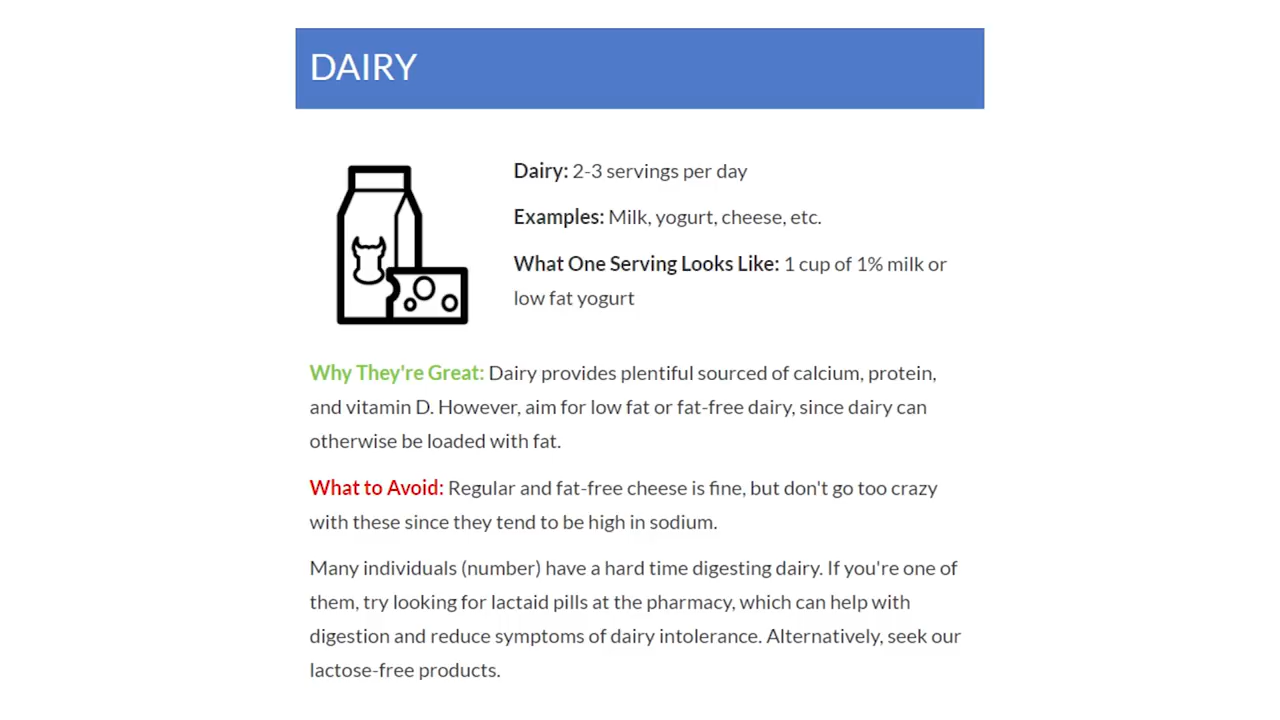 DAIRY
Dairy: 2-3 servings per day
Examples: Milk, yogurt, cheese, etc.
What One Serving Looks Like: 1 cup of 1% milk or
low fat yogurt
Why They're Great: Dairy provides plentiful sourced of calcium, protein,
and vitamin D. However, aim for low fat or fat-free dairy, since dairy can
otherwise be loaded with fat.
What to Avoid: Regular and fat-free cheese is fine, but don't go too crazy
with these since they tend to be high in sodium.
Many individuals (number) have a hard time digesting dairy. If you're one of
them, try looking for lactaid pills at the pharmacy, which can help with
digestion and reduce symptoms of dairy intolerance. Alternatively, seek our
lactose-free products.